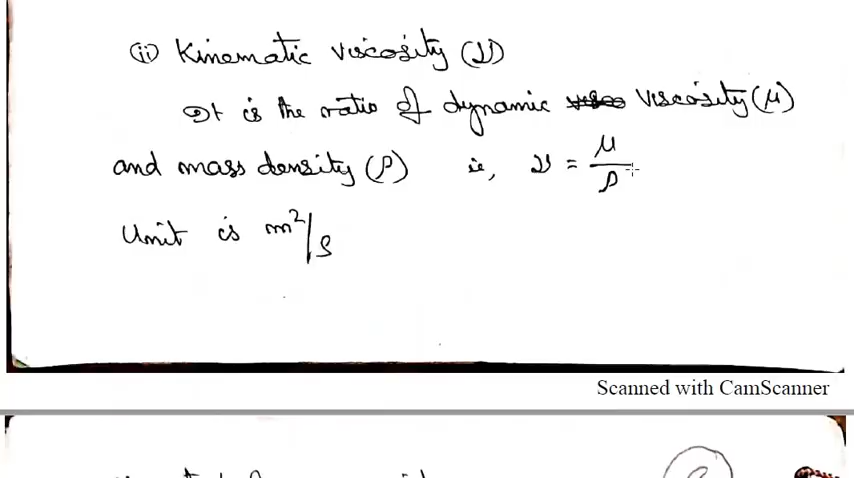 (ii) Kinematic viscosity (ν)
It is the ratio of dynamic viscosity (μ)
and mass density (ρ) ie, ν = μ/ρ
Unit is m²/s
Scanned with CamScanner